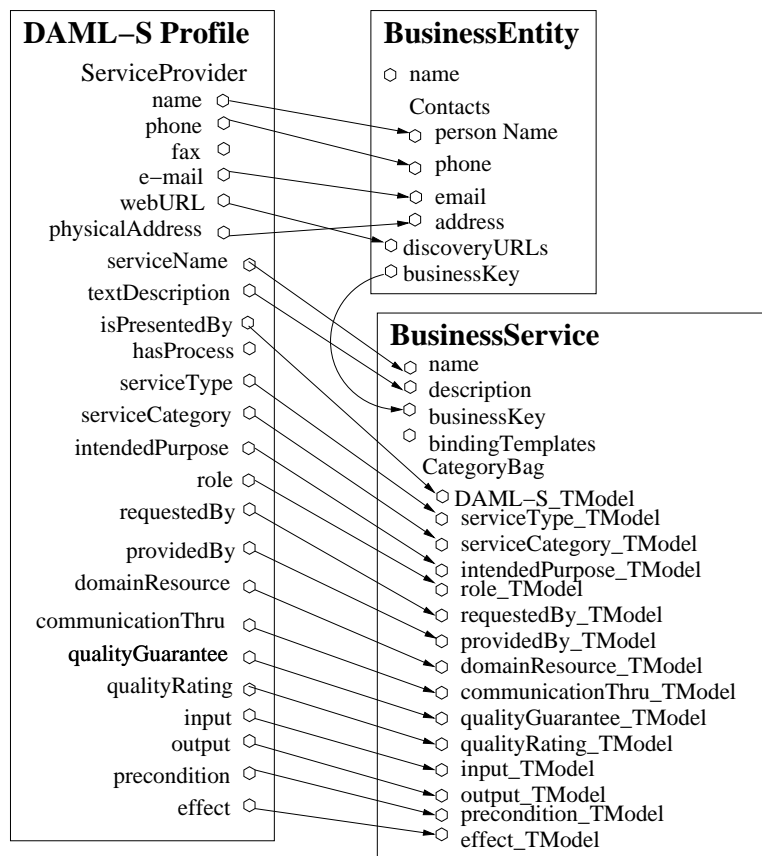 DAML−S Profile
ServiceProvider
name
phone
fax
e−mail
webURL
physicalAddress
serviceName
textDescription
isPresentedBy
hasProcess
serviceType
serviceCategory
intendedPurpose
role
requestedBy
providedBy
domainResource
communicationThru
qualityGuarantee
qualityRating
input
output
precondition
effect
BusinessEntity
name
Contacts
person Name
phone
email
address
discoveryURLs
businessKey
BusinessService
name
description
businessKey
bindingTemplates
CategoryBag
DAML−S_TModel
serviceType_TModel
serviceCategory_TModel
intendedPurpose_TModel
role_TModel
requestedBy_TModel
providedBy_TModel
domainResource_TModel
communicationThru_TModel
qualityGuarantee_TModel
qualityRating_TModel
input_TModel
output_TModel
precondition_TModel
effect_TModel